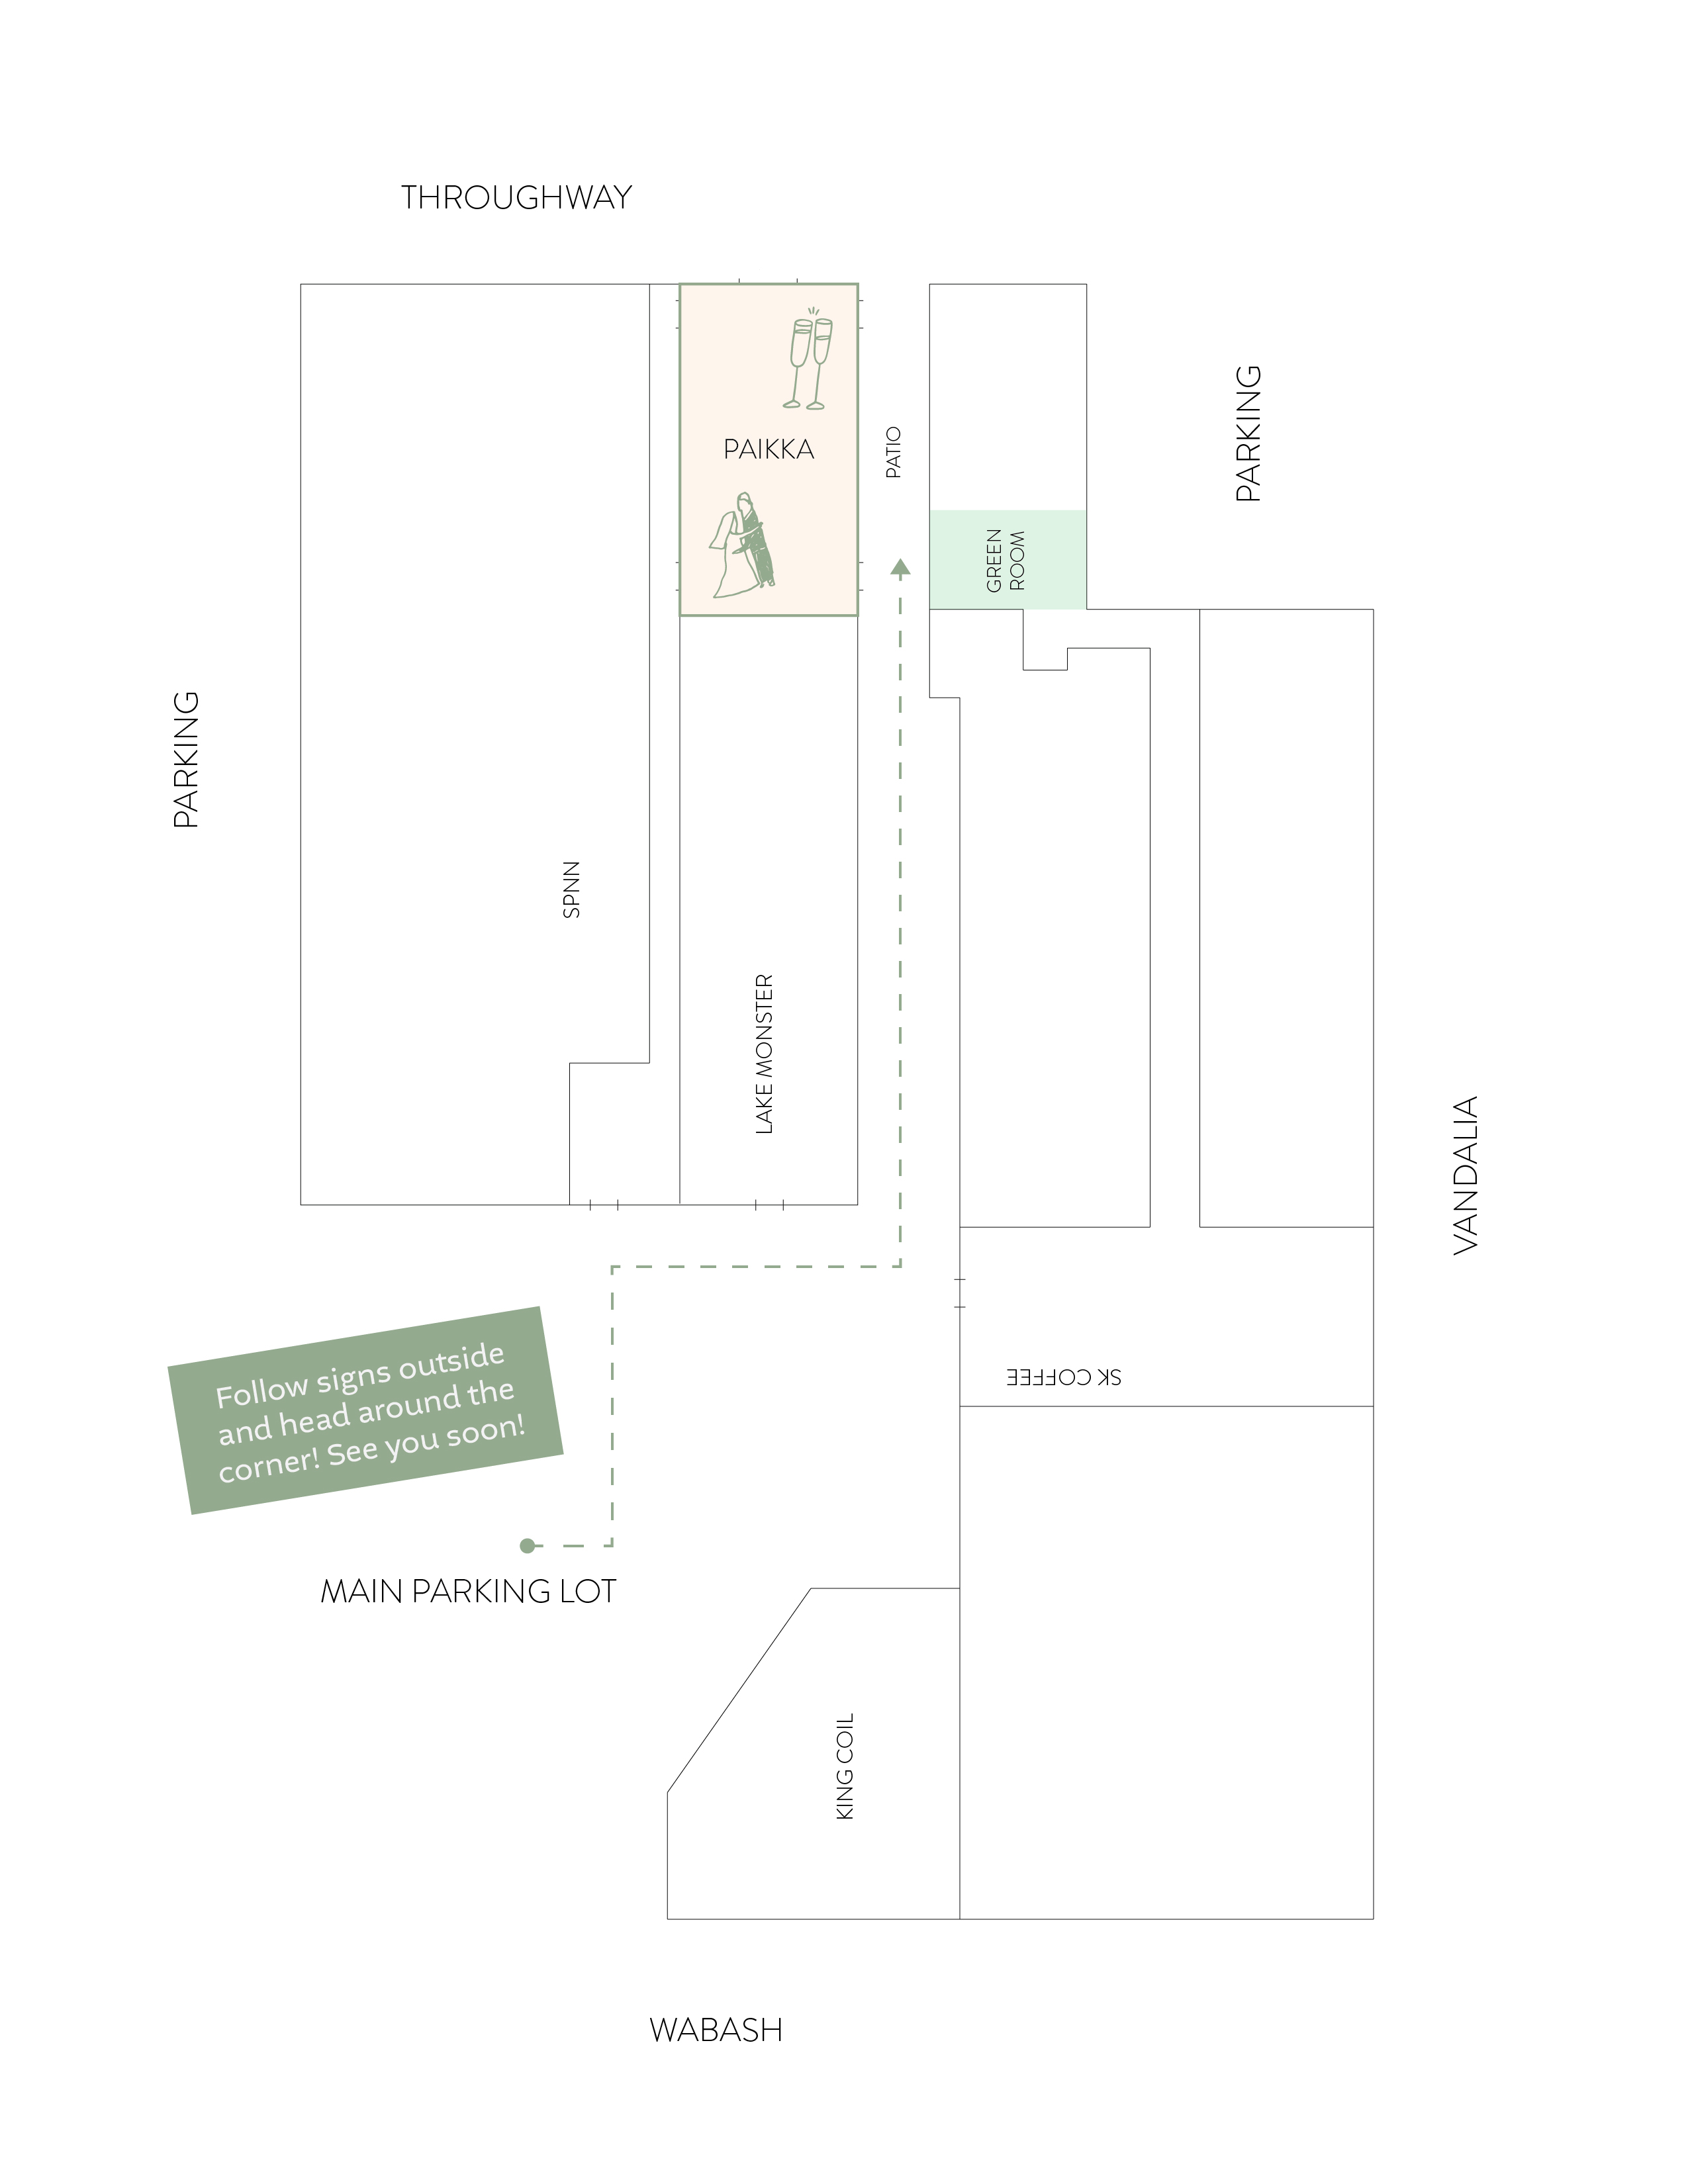 THROUGHWAY
PAIKKA
PATIO
PARKING
GREEN
ROOM
PARKING
SPNN
LAKE MONSTER
VANDALIA
Follow signs outside
and head around the
corner! See you soon!
SK COFFEE
MAIN PARKING LOT
KING COIL
WABASH